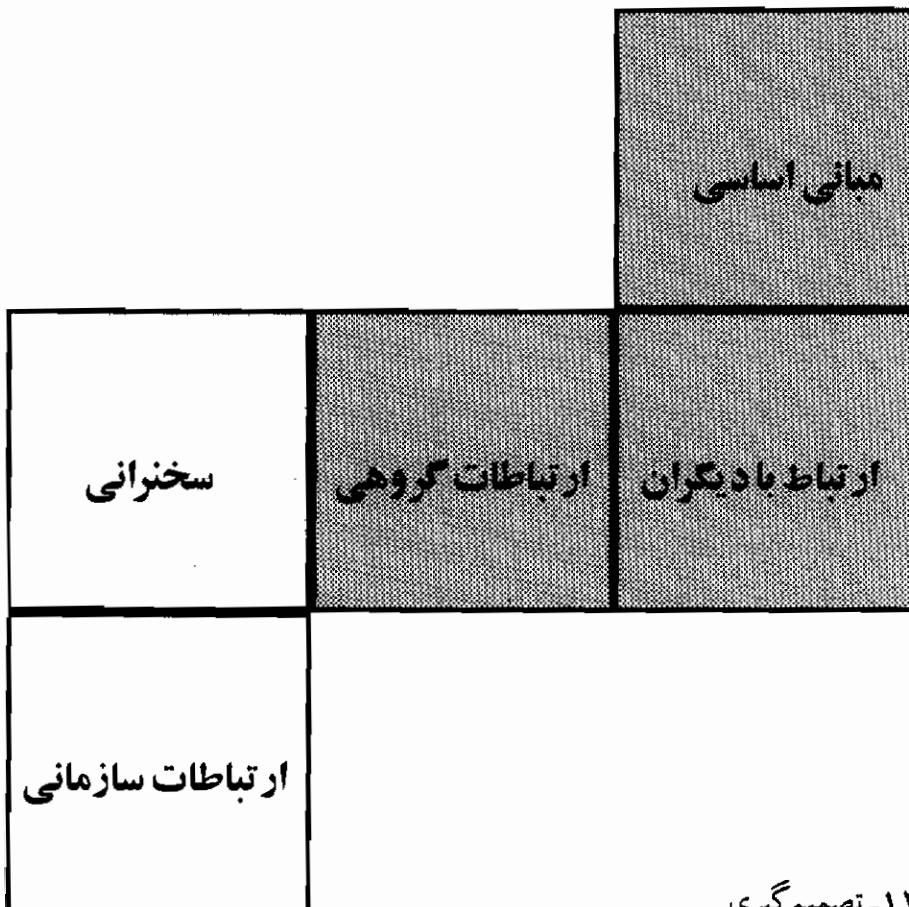 مبانی اساسی
ارتباط با دیگران
ارتباطات گروهی
سخنرانی
ارتباطات سازمانی